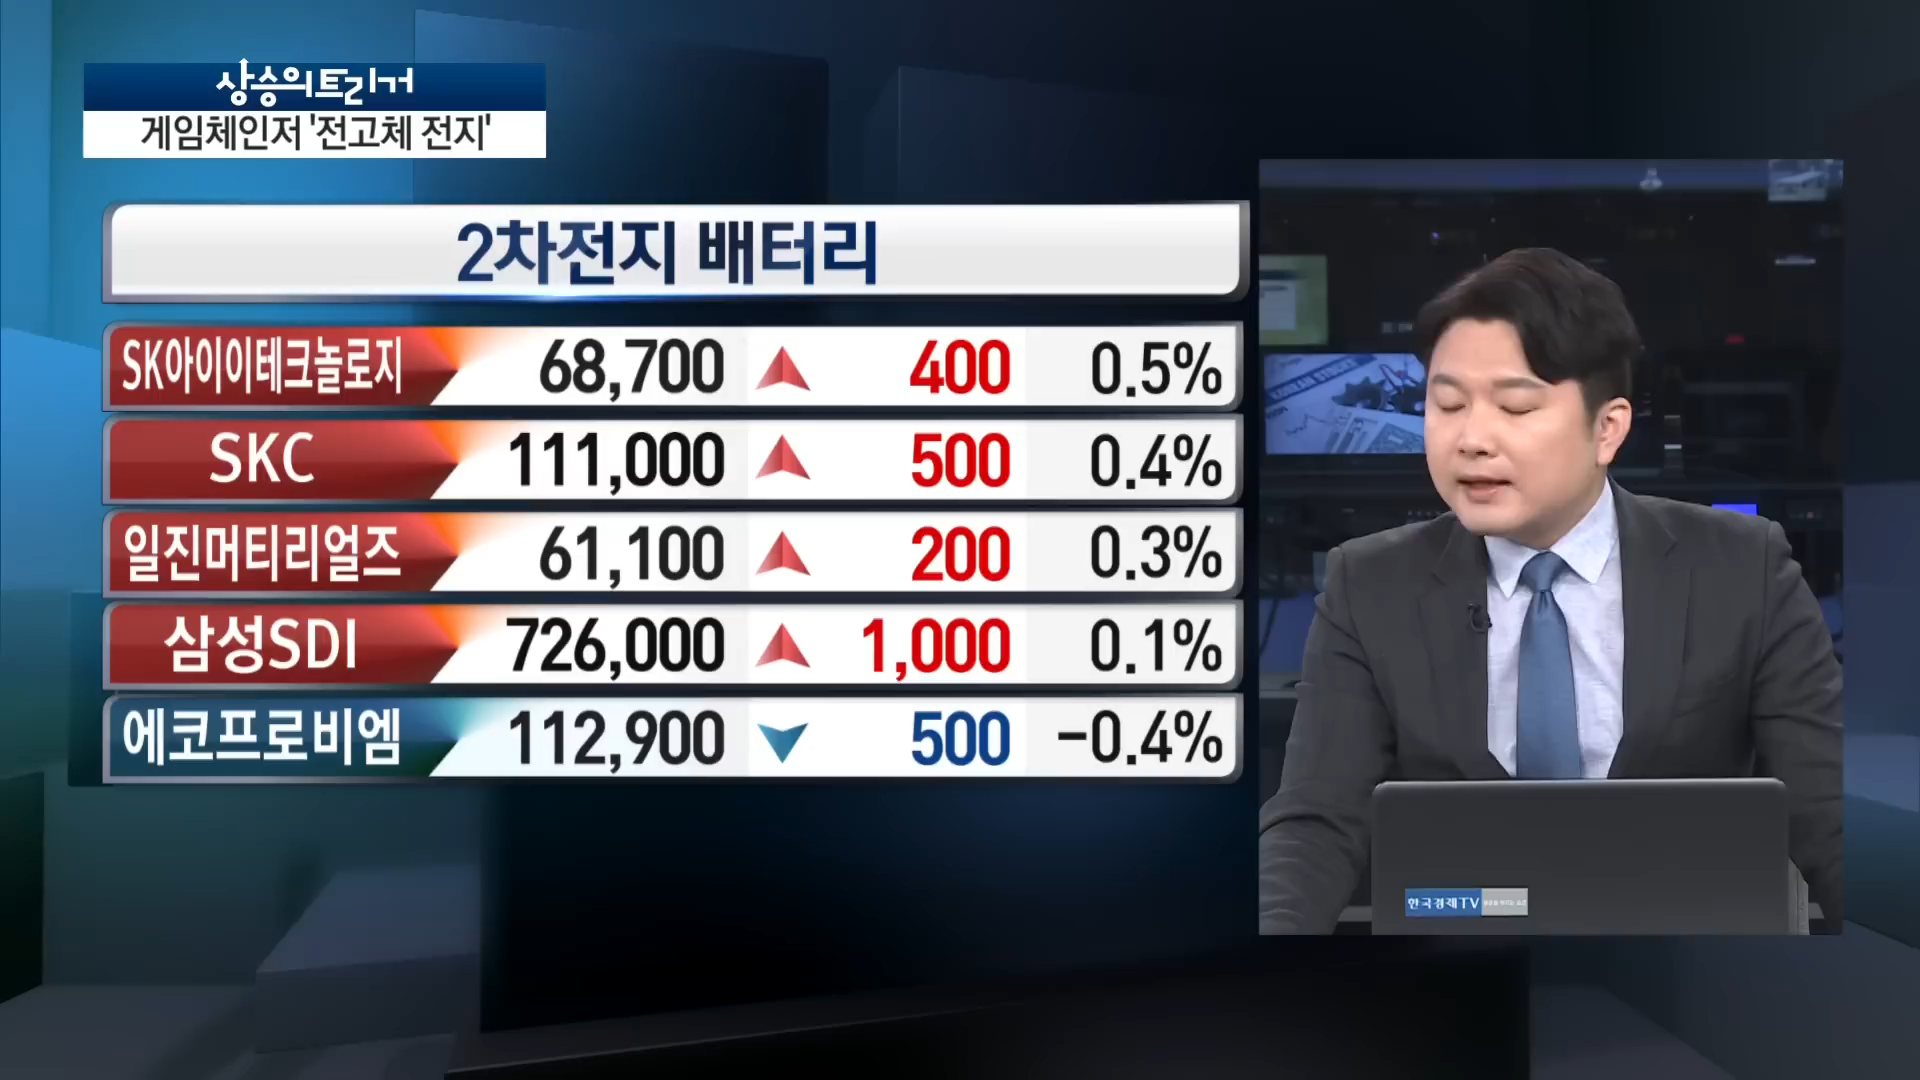 상승의트리거
게임체인저 '전고체 전지'
2차전지 배터리
SK아이이테크놀로지 68,700 ▲ 400 0.5%
SKC 111,000 ▲ 500 0.4%
일진머티리얼즈 61,100 ▲ 200 0.3%
삼성SDI 726,000 ▲ 1,000 0.1%
에코프로비엠 112,900 ▼ 500 -0.4%
한국경제TV